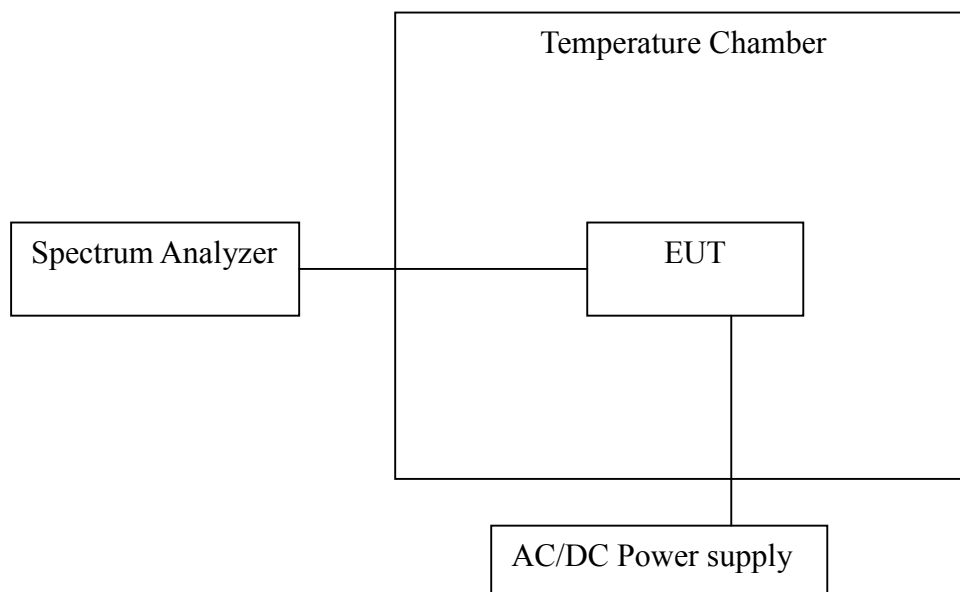 Temperature Chamber
Spectrum Analyzer
EUT
AC/DC Power supply